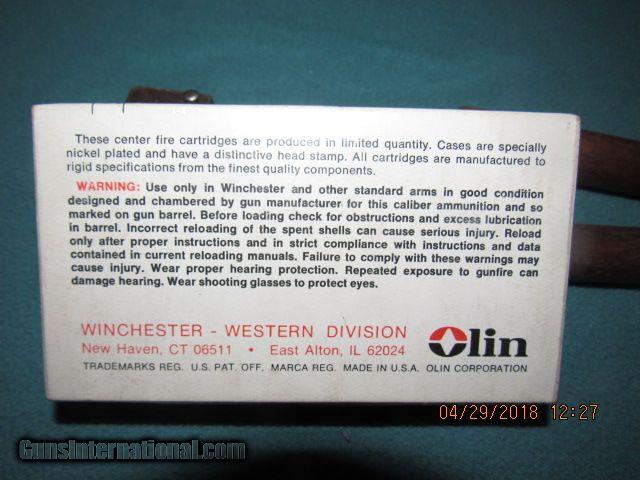 These center fire cartridges are produced in limited quantity. Cases are specially
nickel plated and have a distinctive head stamp. All cartridges are manufactured to
rigid specifications from the finest quality components.
WARNING: Use only in Winchester and other standard arms in good condition
designed and chambered by gun manufacturer for this caliber ammunition and so
marked on gun barrel. Before loading check for obstructions and excess lubrication
in barrel. Incorrect reloading of the spent shells can cause serious injury. Reload
only after proper instructions and in strict compliance with instructions and data
contained in current reloading manuals. Failure to comply with these warnings may
cause injury. Wear proper hearing protection. Repeated exposure to gunfire can
damage hearing. Wear shooting glasses to protect eyes.
WINCHESTER - WESTERN DIVISION
New Haven, CT 06511 • East Alton, IL 62024
Olin
TRADEMARKS REG. U.S. PAT. OFF. MARCA REG. MADE IN U.S.A. OLIN CORPORATION
04/29/2018 12:27
GunsInternational.com